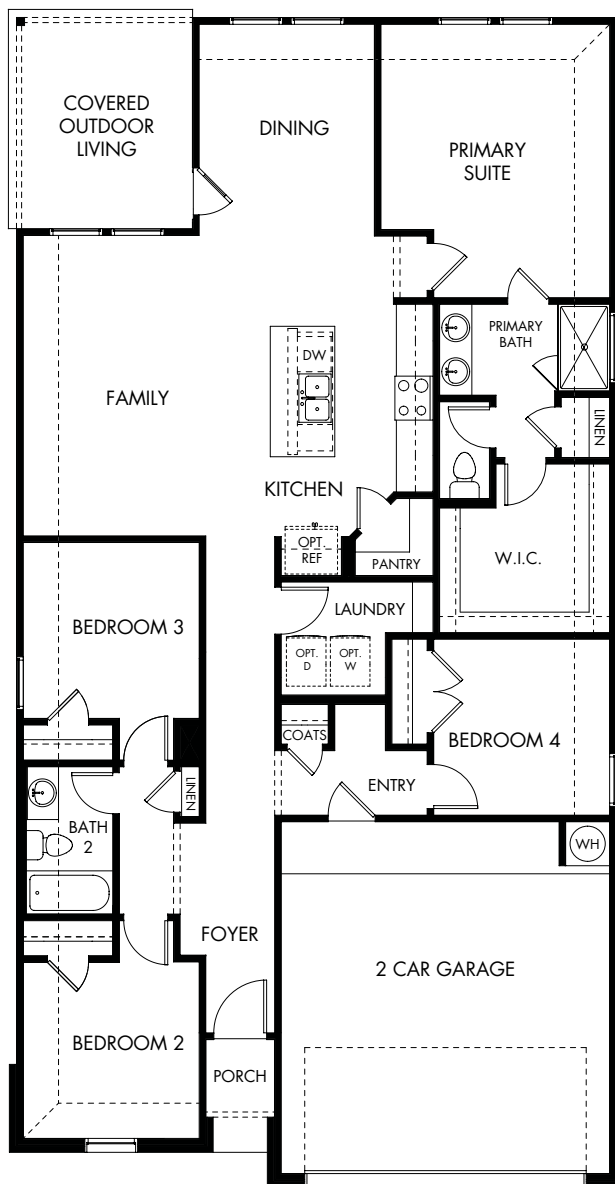 COVERED
OUTDOOR
LIVING
DINING
PRIMARY
SUITE
PRIMARY
BATH
DW
FAMILY
LINEN
KITCHEN
OPT.
REF
PANTRY
W.I.C.
LAUNDRY
BEDROOM 3
OPT.
D
OPT.
W
COATS
BEDROOM 4
ENTRY
LINEN
BATH
2
WH
FOYER
2 CAR GARAGE
BEDROOM 2
PORCH